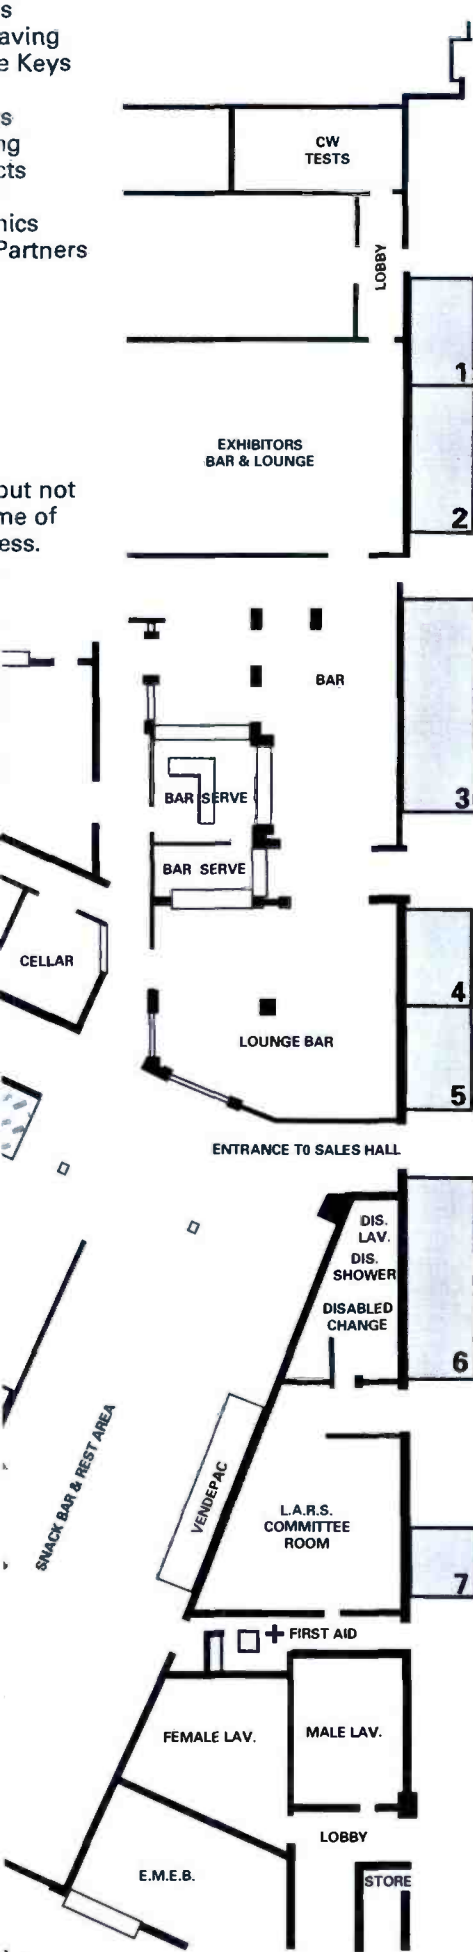 s
aving
e Keys
s
ng
cts
nics
Partners
but not
me of
ess.
CW
TESTS
LOBBY
1
EXHIBITORS
BAR & LOUNGE
2
BAR
BAR SERVE
3
BAR SERVE
CELLAR
4
LOUNGE BAR
5
ENTRANCE TO SALES HALL
DIS.
LAV.
DIS.
SHOWER
DISABLED
CHANGE
6
SNACK BAR & REST AREA
VENDEPAC
L.A.R.S.
COMMITTEE
ROOM
7
FIRST AID
FEMALE LAV.
MALE LAV.
LOBBY
E.M.E.B.
STORE